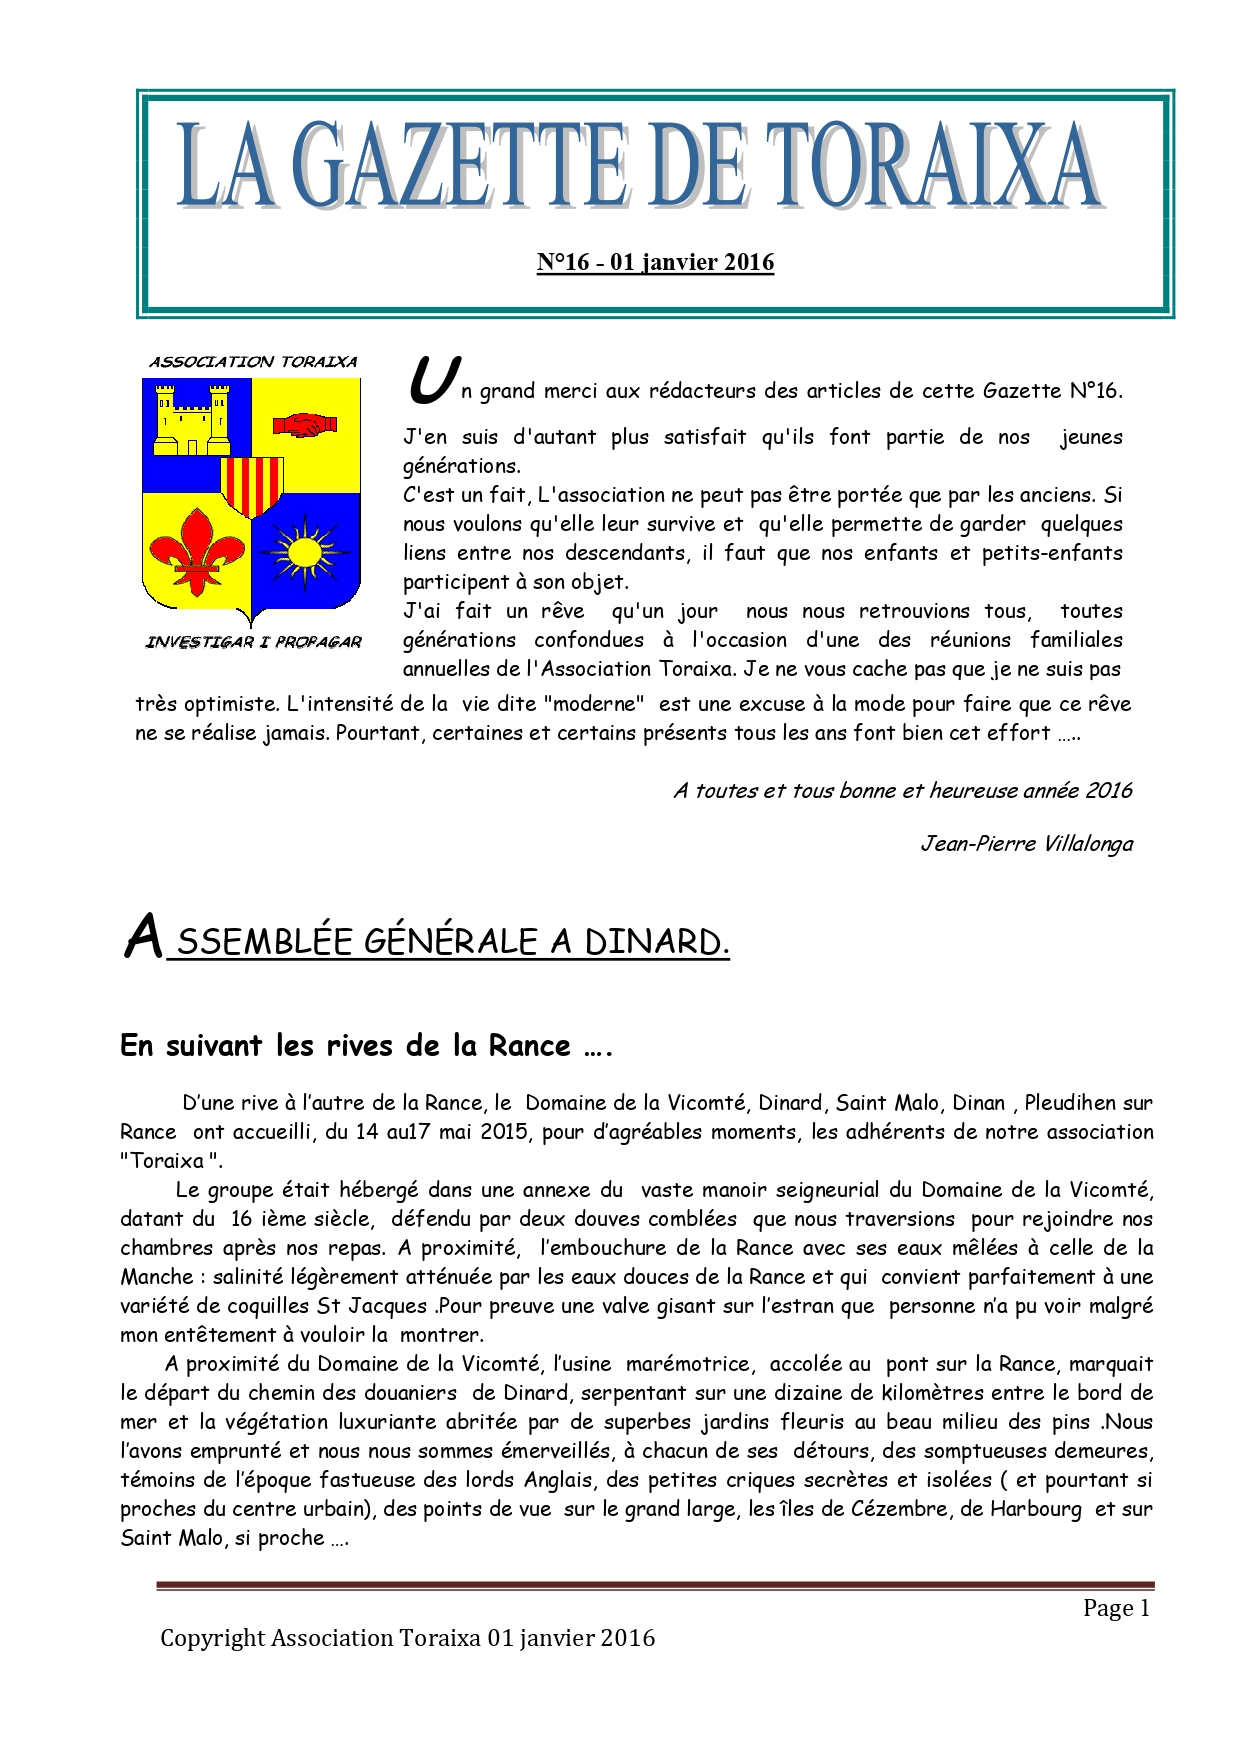 LA GAZETTE DE TORAIXA
N°16 - 01 janvier 2016
ASSOCIATION TORAIXA
INVESTIGAR I PROPAGAR
Un grand merci aux rédacteurs des articles de cette Gazette N°16.
J'en suis d'autant plus satisfait qu'ils font partie de nos jeunes
générations.
C'est un fait, L'association ne peut pas être portée que par les anciens. Si
nous voulons qu'elle leur survive et qu'elle permette de garder quelques
liens entre nos descendants, il faut que nos enfants et petits-enfants
participent à son objet.
J'ai fait un rêve qu'un jour nous nous retrouvions tous, toutes
générations confondues à l'occasion d'une des réunions familiales
annuelles de l'Association Toraixa. Je ne vous cache pas que je ne suis pas
très optimiste. L'intensité de la vie dite "moderne" est une excuse à la mode pour faire que ce rêve
ne se réalise jamais. Pourtant, certaines et certains présents tous les ans font bien cet effort …..
A toutes et tous bonne et heureuse année 2016
Jean-Pierre Villalonga
A SSEMBLÉE GÉNÉRALE A DINARD.
En suivant les rives de la Rance ….
D’une rive à l’autre de la Rance, le Domaine de la Vicomté, Dinard, Saint Malo, Dinan , Pleudihen sur
Rance ont accueilli, du 14 au17 mai 2015, pour d’agréables moments, les adhérents de notre association
"Toraixa ".
Le groupe était hébergé dans une annexe du vaste manoir seigneurial du Domaine de la Vicomté,
datant du 16 ième siècle, défendu par deux douves comblées que nous traversions pour rejoindre nos
chambres après nos repas. A proximité, l’embouchure de la Rance avec ses eaux mêlées à celle de la
Manche : salinité légèrement atténuée par les eaux douces de la Rance et qui convient parfaitement à une
variété de coquilles St Jacques .Pour preuve une valve gisant sur l’estran que personne n’a pu voir malgré
mon entêtement à vouloir la montrer.
A proximité du Domaine de la Vicomté, l’usine marémotrice, accolée au pont sur la Rance, marquait
le départ du chemin des douaniers de Dinard, serpentant sur une dizaine de kilomètres entre le bord de
mer et la végétation luxuriante abritée par de superbes jardins fleuris au beau milieu des pins .Nous
l’avons emprunté et nous nous sommes émerveillés, à chacun de ses détours, des somptueuses demeures,
témoins de l’époque fastueuse des lords Anglais, des petites criques secrètes et isolées ( et pourtant si
proches du centre urbain), des points de vue sur le grand large, les îles de Cézembre, de Harbourg et sur
Saint Malo, si proche ….
Page 1
Copyright Association Toraixa 01 janvier 2016